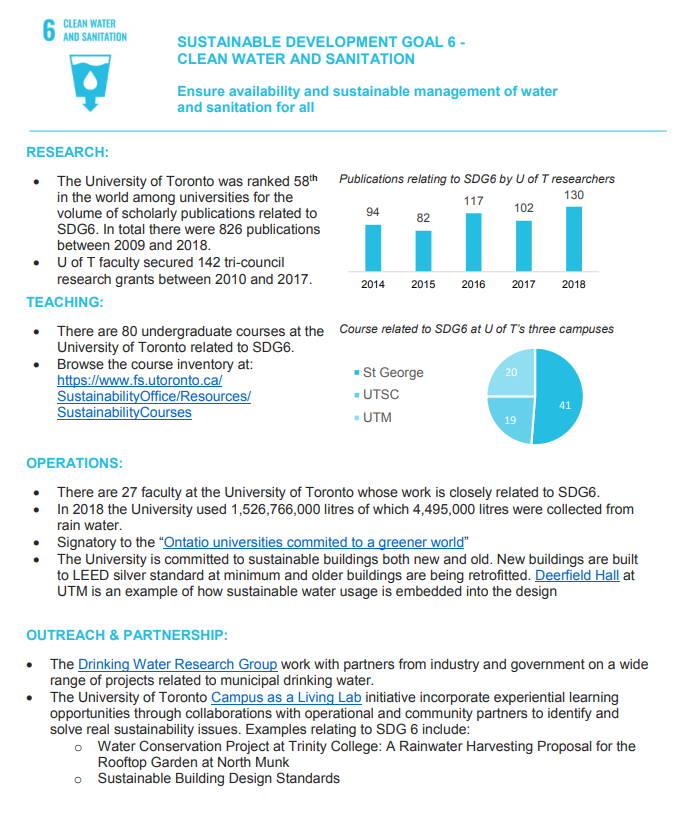 6 CLEAN WATER
AND SANITATION
SUSTAINABLE DEVELOPMENT GOAL 6 -
CLEAN WATER AND SANITATION
Ensure availability and sustainable management of water
and sanitation for all
RESEARCH:
• The University of Toronto was ranked 58th
in the world among universities for the
volume of scholarly publications related to
SDG6. In total there were 826 publications
between 2009 and 2018.
• U of T faculty secured 142 tri-council
research grants between 2010 and 2017.
Publications relating to SDG6 by U of T researchers
94 82 117 102 130
2014 2015 2016 2017 2018
TEACHING:
• There are 80 undergraduate courses at the
University of Toronto related to SDG6.
• Browse the course inventory at:
https://www.fs.utoronto.ca/
SustainabilityOffice/Resources/
SustainabilityCourses
Course related to SDG6 at U of T's three campuses
St George
UTSC
UTM
20
41
19
OPERATIONS:
• There are 27 faculty at the University of Toronto whose work is closely related to SDG6.
• In 2018 the University used 1,526,766,000 litres of which 4,495,000 litres were collected from
rain water.
• Signatory to the “Ontatio universities commited to a greener world”
• The University is committed to sustainable buildings both new and old. New buildings are built
to LEED silver standard at minimum and older buildings are being retrofitted. Deerfield Hall at
UTM is an example of how sustainable water usage is embedded into the design
OUTREACH & PARTNERSHIP:
• The Drinking Water Research Group work with partners from industry and government on a wide
range of projects related to municipal drinking water.
• The University of Toronto Campus as a Living Lab initiative incorporate experiential learning
opportunities through collaborations with operational and community partners to identify and
solve real sustainability issues. Examples relating to SDG 6 include:
o Water Conservation Project at Trinity College: A Rainwater Harvesting Proposal for the
Rooftop Garden at North Munk
o Sustainable Building Design Standards